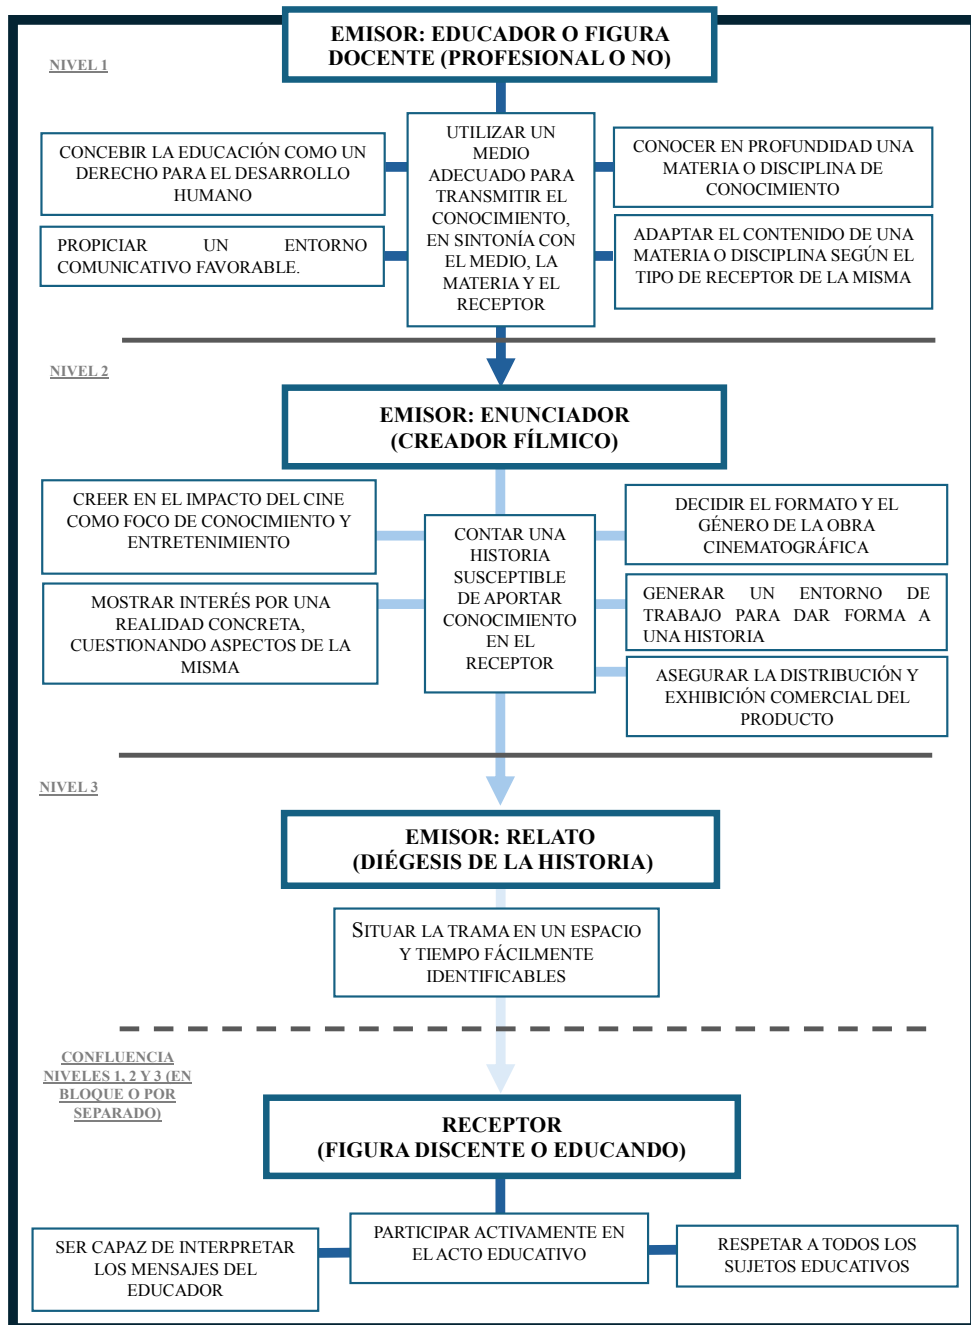 EMISOR: EDUCADOR O FIGURA
DOCENTE (PROFESIONAL O NO)
NIVEL 1
CONCEBIR LA EDUCACIÓN COMO UN
DERECHO PARA EL DESARROLLO
HUMANO
PROPICIAR UN ENTORNO
COMUNICATIVO FAVORABLE.
UTILIZAR UN
MEDIO
ADECUADO PARA
TRANSMITIR EL
CONOCIMIENTO,
EN SINTONÍA CON
EL MEDIO, LA
MATERIA Y EL
RECEPTOR
CONOCER EN PROFUNDIDAD UNA
MATERIA O DISCIPLINA DE
CONOCIMIENTO
ADAPTAR EL CONTENIDO DE UNA
MATERIA O DISCIPLINA SEGÚN EL
TIPO DE RECEPTOR DE LA MISMA
NIVEL 2
EMISOR: ENUNCIADOR
(CREADOR FÍLMICO)
CREER EN EL IMPACTO DEL CINE
COMO FOCO DE CONOCIMIENTO Y
ENTRETENIMIENTO
MOSTRAR INTERÉS POR UNA
REALIDAD CONCRETA,
CUESTIONANDO ASPECTOS DE LA
MISMA
CONTAR UNA
HISTORIA
SUSCEPTIBLE
DE APORTAR
CONOCIMIENTO
EN EL
RECEPTOR
DECIDIR EL FORMATO Y EL
GÉNERO DE LA OBRA
CINEMATOGRÁFICA
GENERAR UN ENTORNO DE
TRABAJO PARA DAR FORMA A
UNA HISTORIA
ASEGURAR LA DISTRIBUCIÓN Y
EXHIBICIÓN COMERCIAL DEL
PRODUCTO
NIVEL 3
EMISOR: RELATO
(DIÉGESIS DE LA HISTORIA)
SITUAR LA TRAMA EN UN ESPACIO
Y TIEMPO FÁCILMENTE
IDENTIFICABLES
CONFLUENCIA
NIVELES 1, 2 Y 3 (EN
BLOQUE O POR
SEPARADO)
RECEPTOR
(FIGURA DISCENTE O EDUCANDO)
SER CAPAZ DE INTERPRETAR
LOS MENSAJES DEL
EDUCADOR
PARTICIPAR ACTIVAMENTE EN
EL ACTO EDUCATIVO
RESPETAR A TODOS LOS
SUJETOS EDUCATIVOS